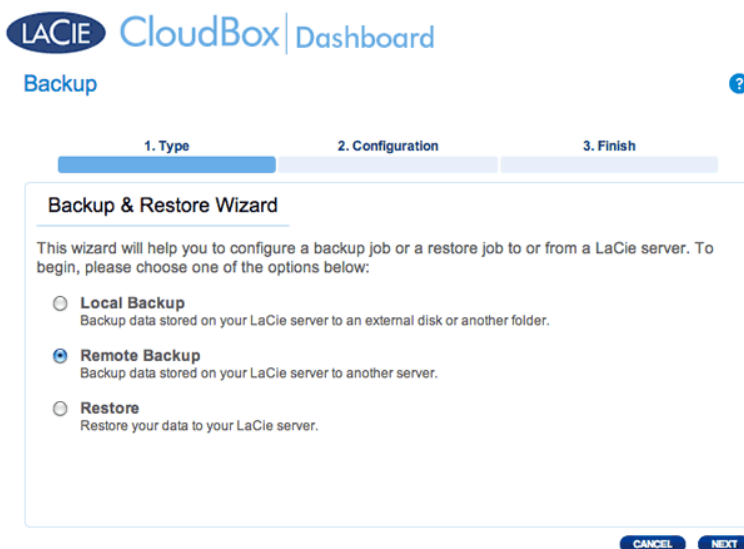 LACIE CloudBox Dashboard
Backup
?
1. Type 2. Configuration 3. Finish
Backup & Restore Wizard
This wizard will help you to configure a backup job or a restore job to or from a LaCie server. To
begin, please choose one of the options below:
Local Backup
Backup data stored on your LaCie server to an external disk or another folder.
Remote Backup
Backup data stored on your LaCie server to another server.
Restore
Restore your data to your LaCie server.
CANCEL NEXT